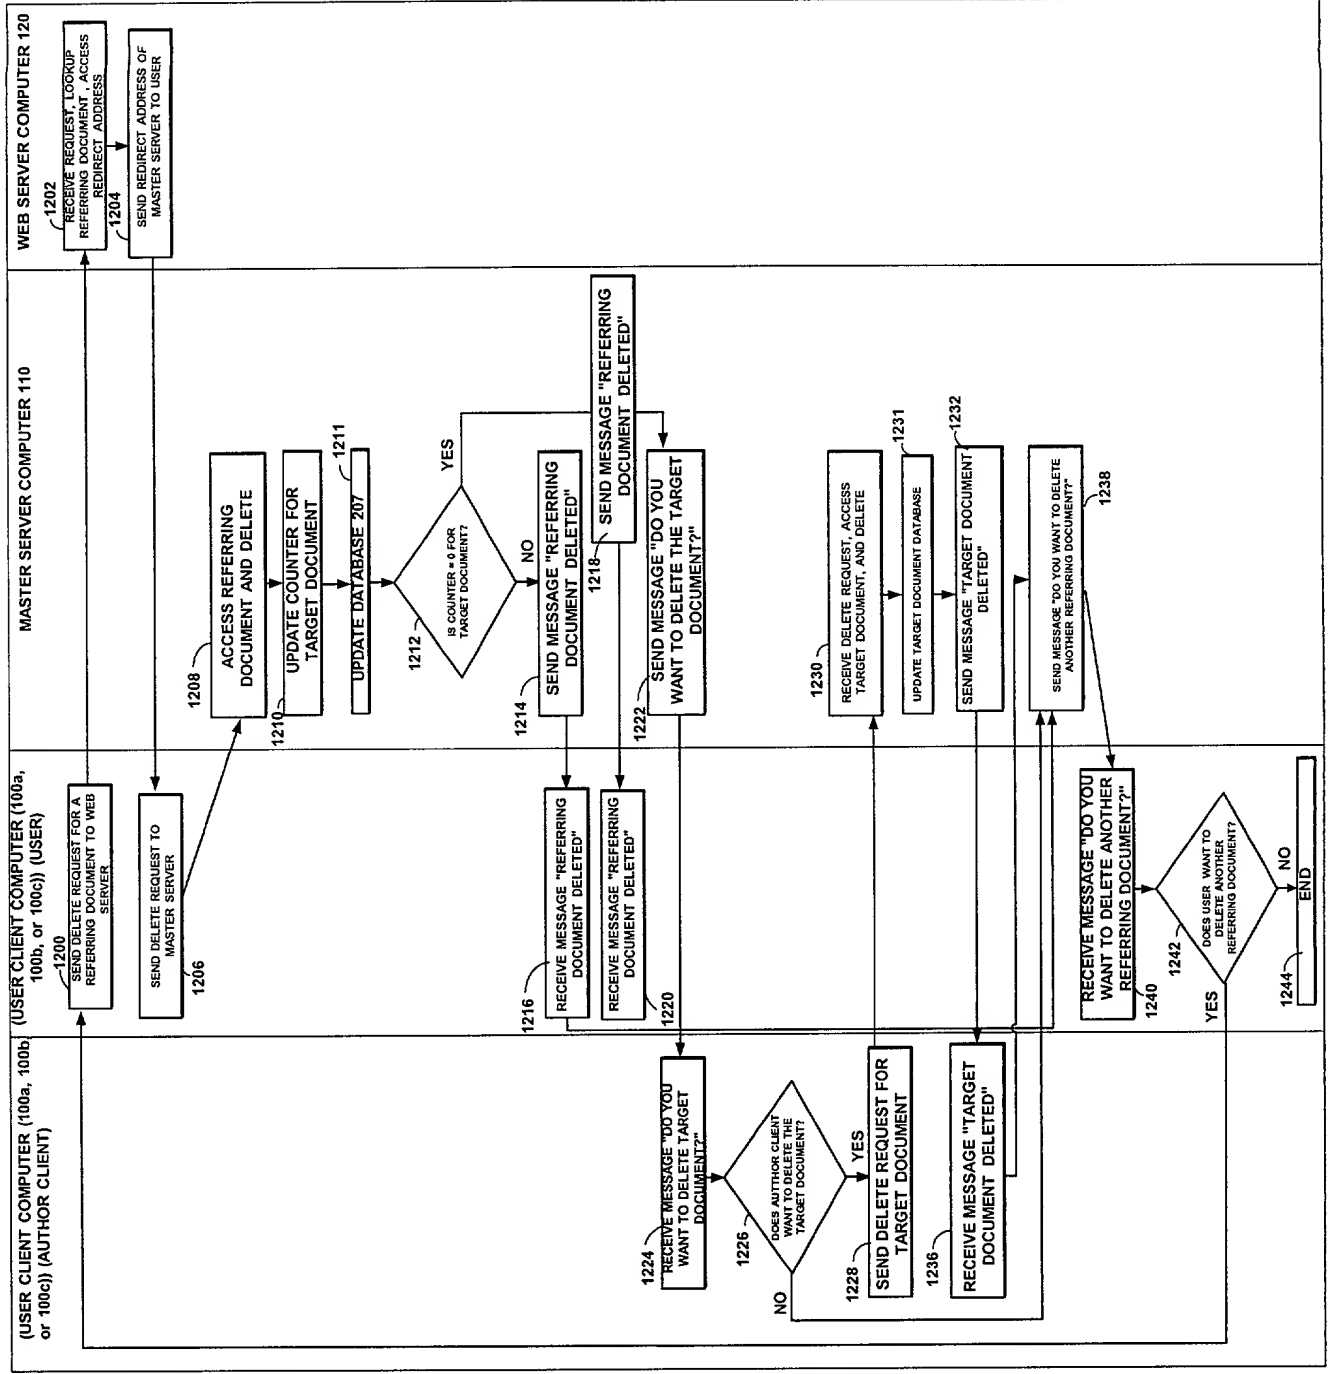 (USER CLIENT COMPUTER (100a, 100b)
or 100c)) (AUTHOR CLIENT)
(USER CLIENT COMPUTER (100a,
100b, or 100c)) (USER)
MASTER SERVER COMPUTER 110
WEB SERVER COMPUTER 120
1200
SEND DELETE REQUEST FOR A
REFERRING DOCUMENT TO WEB
SERVER
1202
RECEIVE REQUEST, LOOKUP
REFERRING DOCUMENT, ACCESS
REDIRECT ADDRESS
1204
SEND REDIRECT ADDRESS OF
MASTER SERVER TO USER
SEND DELETE REQUEST TO
MASTER SERVER
1206
1208
ACCESS REFERRING
DOCUMENT AND DELETE
1210
UPDATE COUNTER FOR
TARGET DOCUMENT
1211
UPDATE DATABASE 207
1212
IS COUNTER = 0 FOR
TARGET DOCUMENT?
YES
NO
1214
SEND MESSAGE "REFERRING
DOCUMENT DELETED"
1216
RECEIVE MESSAGE "REFERRING
DOCUMENT DELETED"
1218
SEND MESSAGE "REFERRING
DOCUMENT DELETED"
RECEIVE MESSAGE "REFERRING
DOCUMENT DELETED"
1220
1222
SEND MESSAGE "DO YOU
WANT TO DELETE THE TARGET
DOCUMENT?"
1224
RECEIVE MESSAGE "DO YOU
WANT TO DELETE TARGET
DOCUMENT?"
1226
DOES AUTTHOR CLIENT
WANT TO DELETE THE
TARGET DOCUMENT?
NO
YES
1228
SEND DELETE REQUEST FOR
TARGET DOCUMENT
1230
RECEIVE DELETE REQUEST, ACCESS
TARGET DOCUMENT, AND DELETE
1231
UPDATE TARGET DOCUMENT DATABASE
1232
SEND MESSAGE "TARGET DOCUMENT
DELETED"
1236
RECEIVE MESSAGE "TARGET
DOCUMENT DELETED"
SEND MESSAGE "DO YOU WANT TO DELETE
ANOTHER REFERRING DOCUMENT?"
1238
RECEIVE MESSAGE "DO YOU
WANT TO DELETE ANOTHER
REFERRING DOCUMENT?"
1240
1242
DOES USER WANT TO
DELETE ANOTHER
REFERRING DOCUMENT?
YES
NO
1244
END